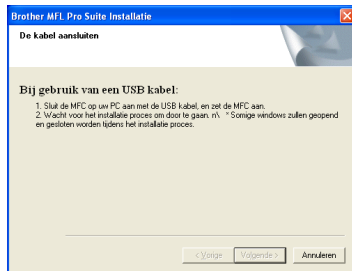 Brother MFL Pro Suite Installatie
De kabel aansluiten
Bij gebruik van een USB kabel:
1. Sluit de MFC op uw PC aan met de USB kabel, en zet de MFC aan.
2. Wacht voor het installatie proces om door te gaan. n\ * Somige windows zullen geopend
en gesloten worden tijdens het installatie proces.
< Vorige
Volgende >
Annuleren